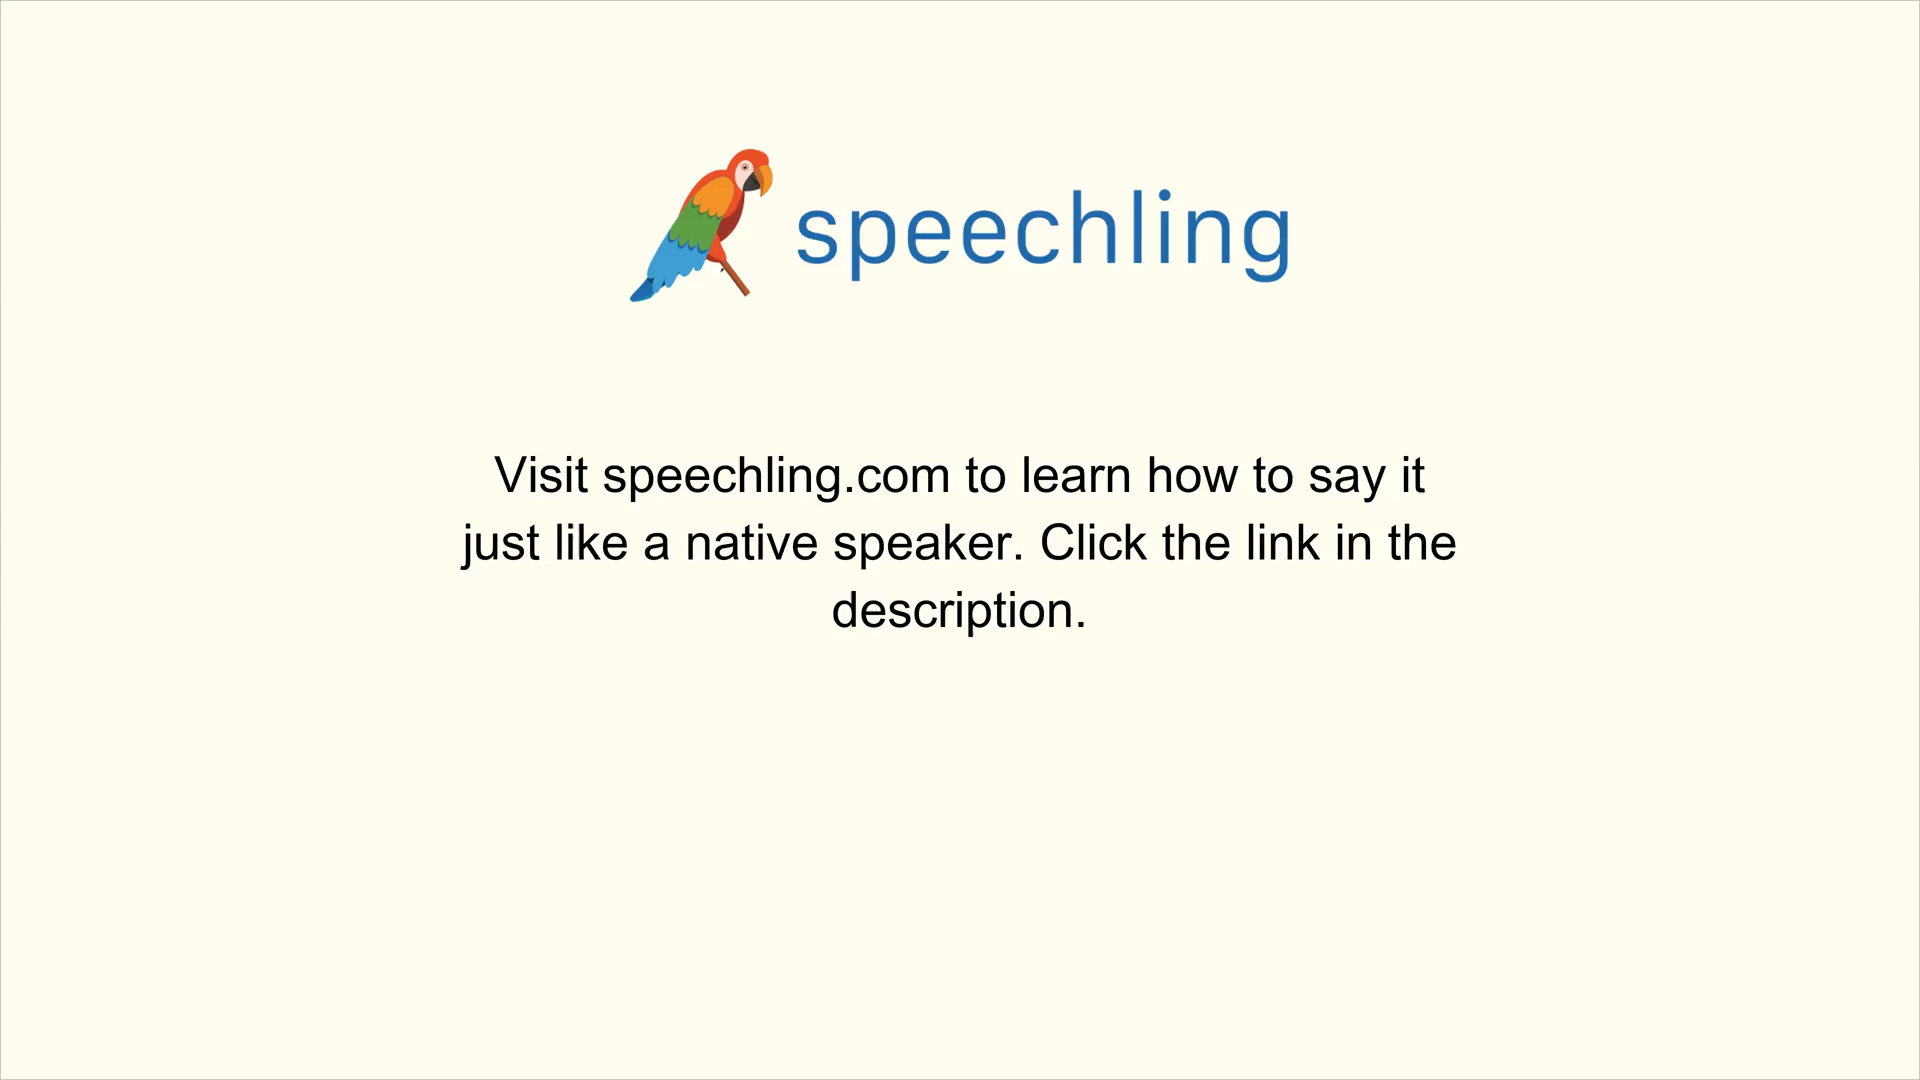 speechling
Visit speechling.com to learn how to say it
just like a native speaker. Click the link in the
description.